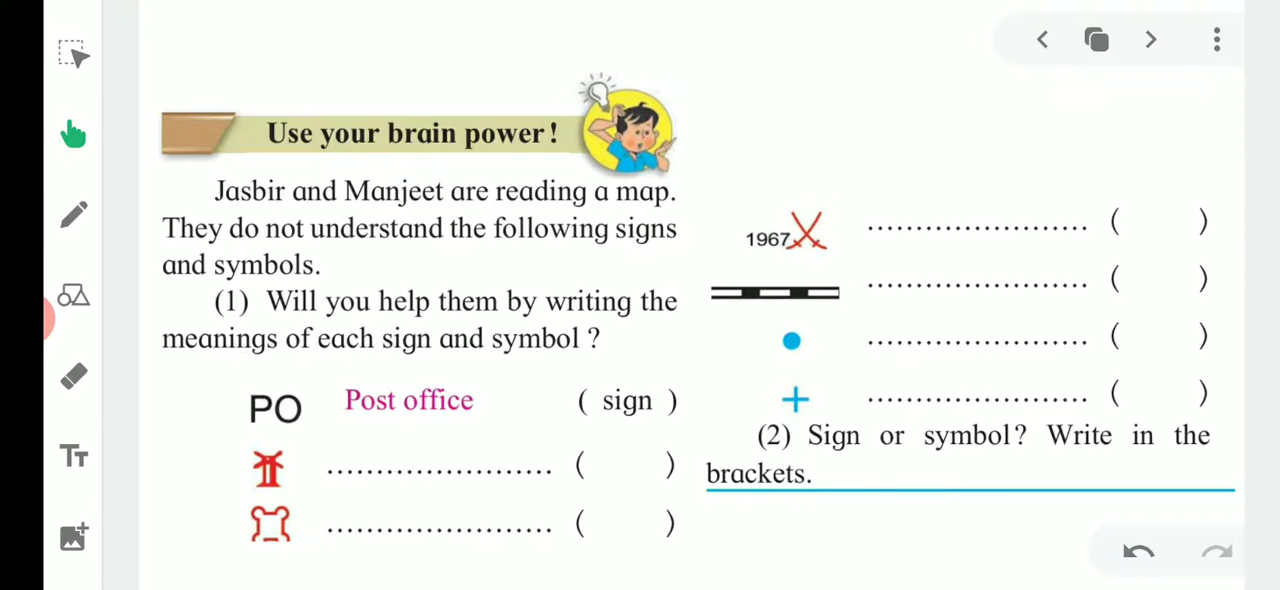 Use your brain power!
Jasbir and Manjeet are reading a map.
They do not understand the following signs
and symbols.
(1) Will you help them by writing the
meanings of each sign and symbol ?
PO Post office ( sign )
........................ ( )
........................ ( )
1967 ........................ ( )
........................ ( )
........................ ( )
+ ........................ ( )
(2) Sign or symbol? Write in the
brackets.
TT